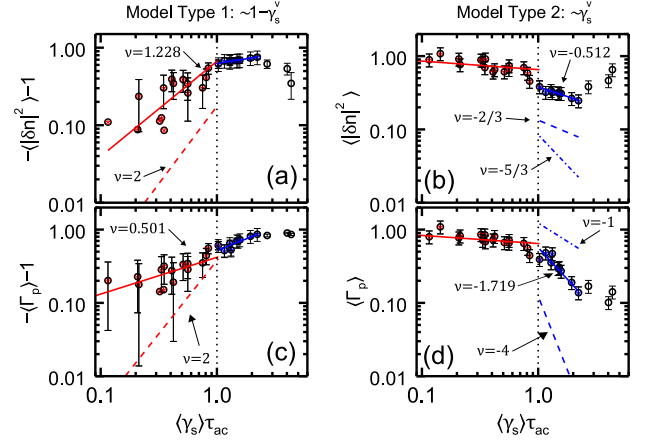 Model Type 1: ~1−γₛᵛ
Model Type 2: ~γₛᵛ
(a)
ν=1.228
ν=2
−⟨|δn|² ⟩−1
1.00
0.10
0.01
(b)
ν=-0.512
ν=-2/3
ν=-5/3
⟨|δn|² ⟩
1.00
0.10
0.01
(c)
ν=0.501
ν=2
−⟨Γₚ⟩−1
1.00
0.10
0.01
(d)
ν=-1
ν=-1.719
ν=-4
⟨Γₚ⟩
1.00
0.10
0.01
0.1 1.0
0.1 1.0
⟨γₛ⟩τac
⟨γₛ⟩τac